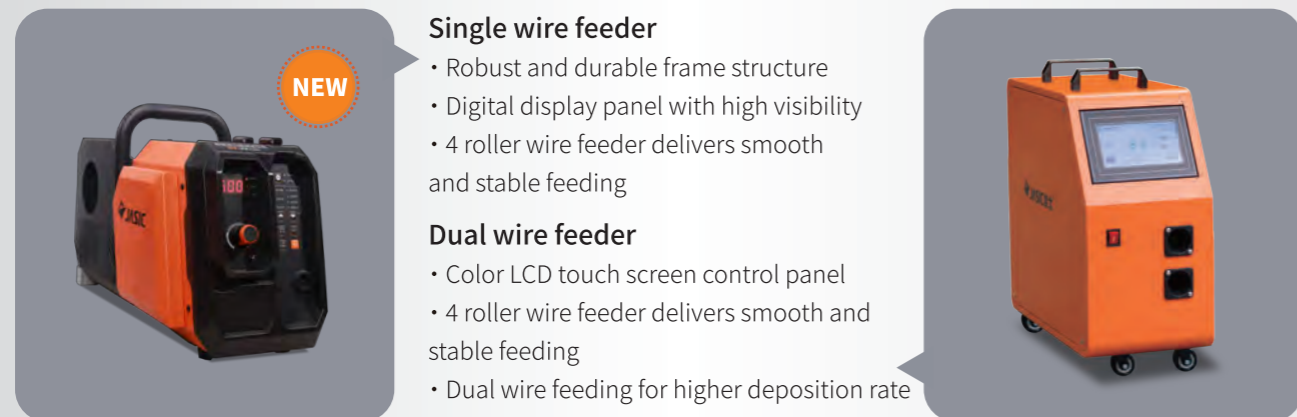 NEW
JASIC
Single wire feeder
· Robust and durable frame structure
· Digital display panel with high visibility
· 4 roller wire feeder delivers smooth
and stable feeding
Dual wire feeder
· Color LCD touch screen control panel
· 4 roller wire feeder delivers smooth and
stable feeding
· Dual wire feeding for higher deposition rate